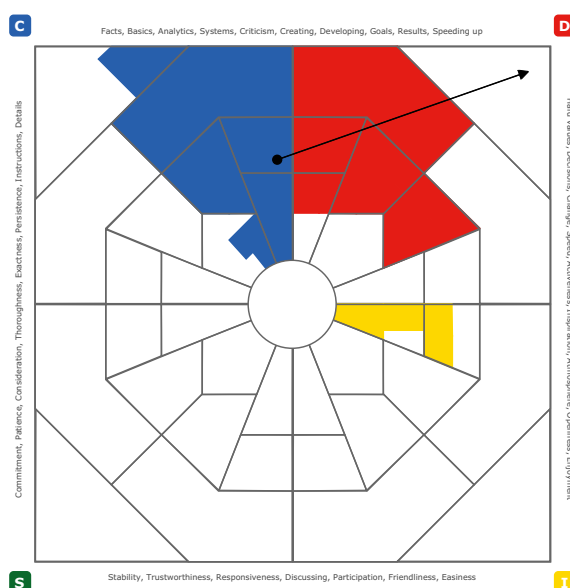 C
D
Facts, Basics, Analytics, Systems, Criticism, Creating, Developing, Goals, Results, Speeding up
Commitment, Patience, Consideration, Thoroughness, Exactness, Persistence, Instructions, Details
Stability, Trustworthiness, Responsiveness, Discussing, Participation, Friendliness, Easiness
S
I